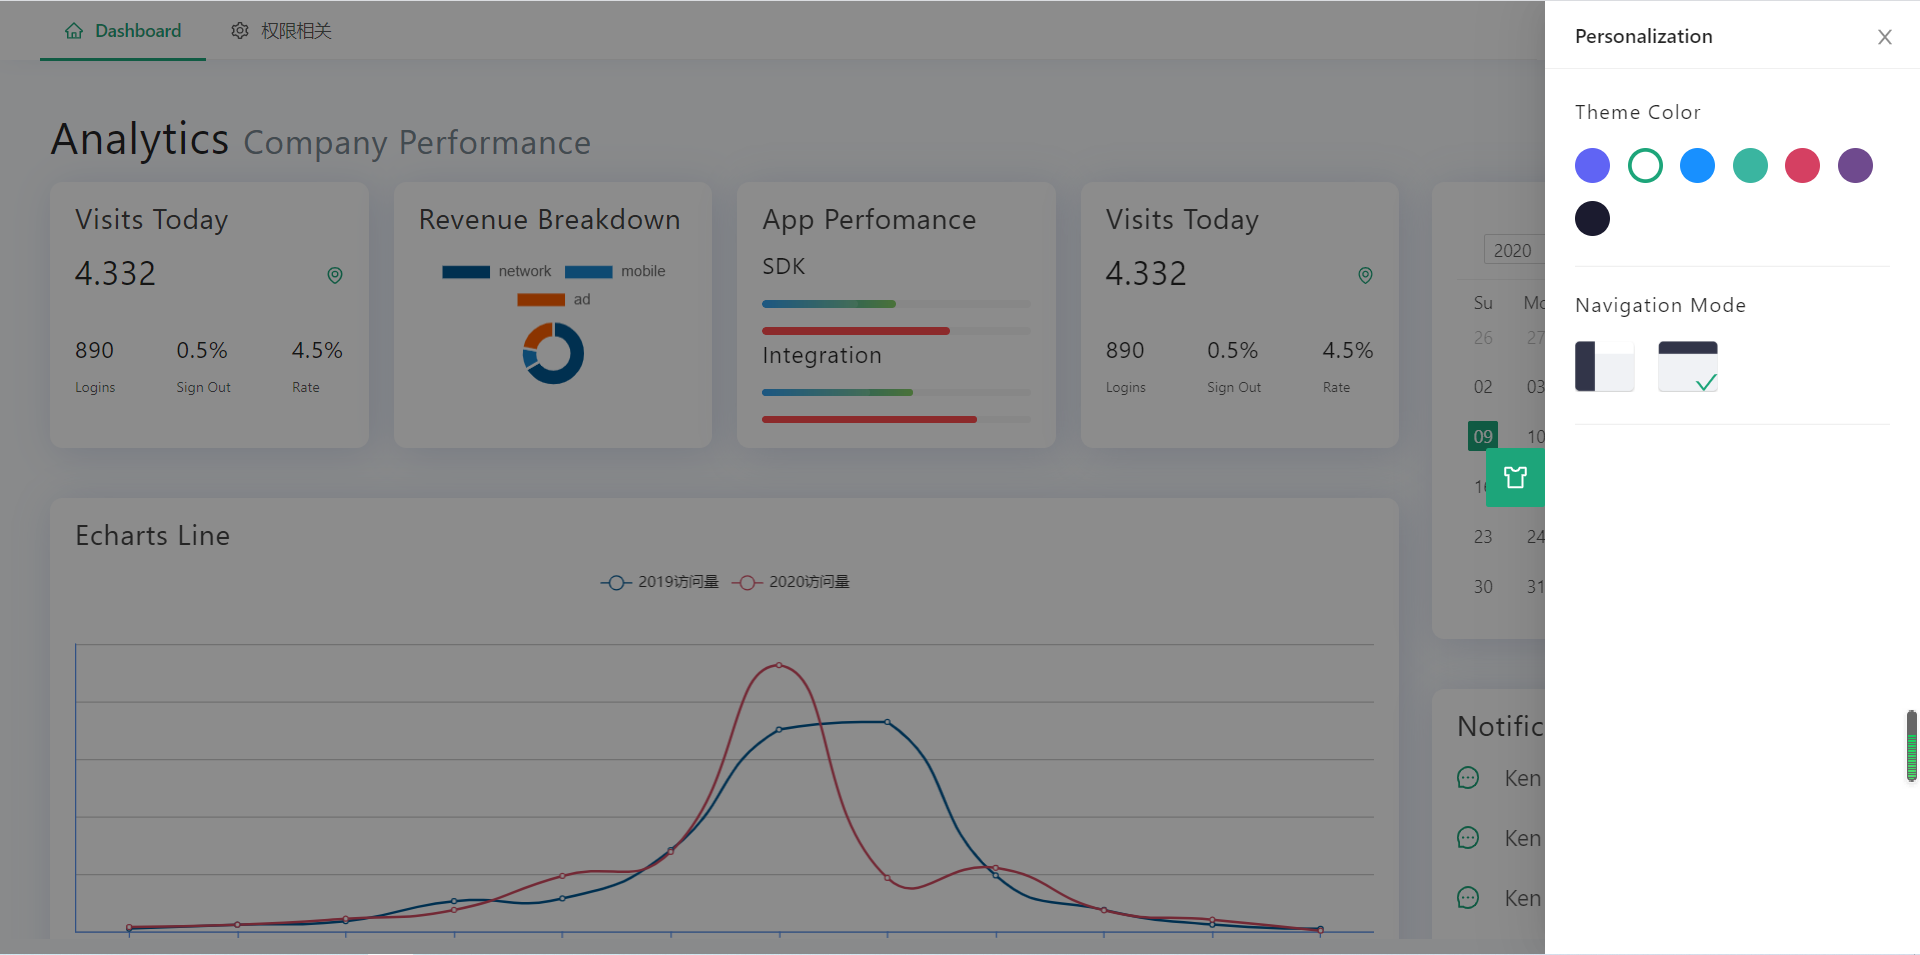 Dashboard
权限相关
Analytics Company Performance
Visits Today
4.332
890
0.5%
4.5%
Logins
Sign Out
Rate
Revenue Breakdown
network
mobile
ad
App Perfomance
SDK
Integration
Visits Today
4.332
890
0.5%
4.5%
Logins
Sign Out
Rate
2020
Su
26
02 03
09 10
23 24
30 31
Echarts Line
2019访问量
2020访问量
Ken
Ken
Ken
Personalization
Theme Color
Navigation Mode